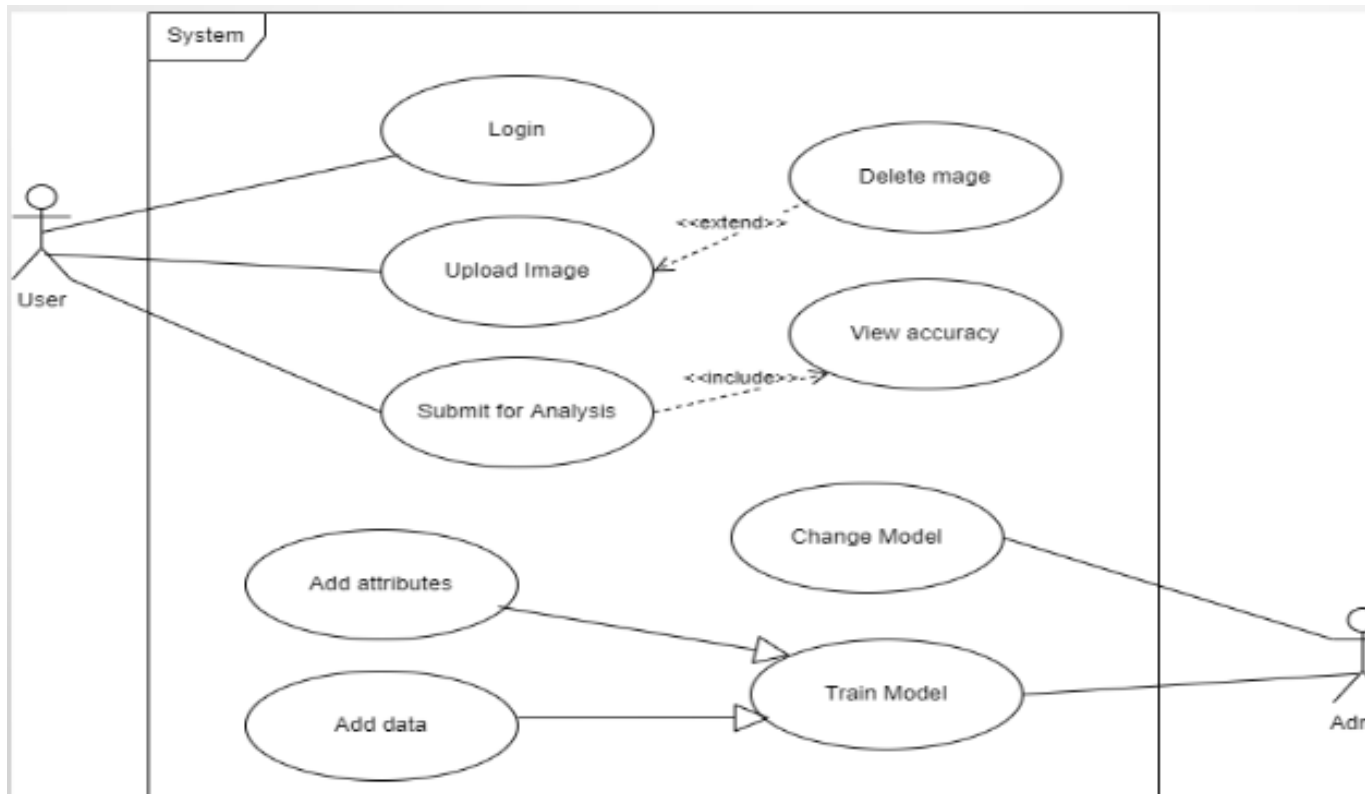 System
Login
Delete mage
<<extend>>
Upload Image
User
View accuracy
<<include>>
Submit for Analysis
Change Model
Add attributes
Train Model
Add data